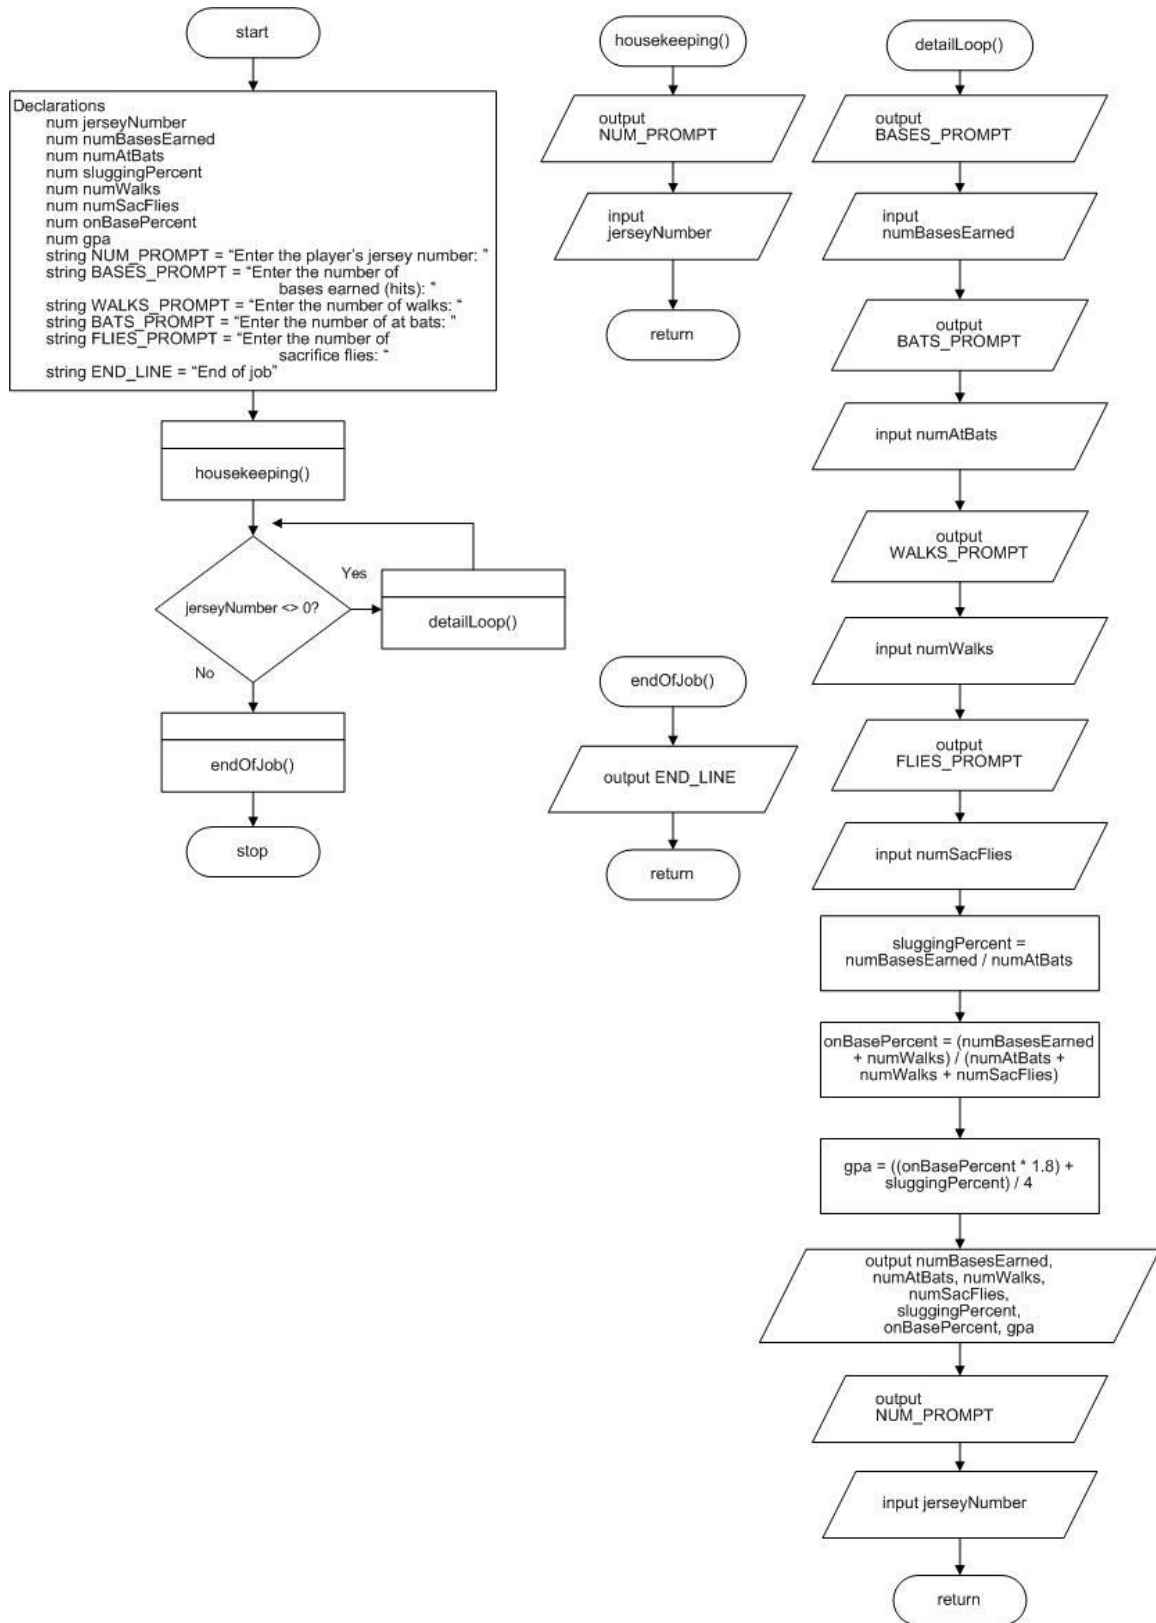 start
Declarations
num jerseyNumber
num numBasesEarned
num numAtBats
num sluggingPercent
num numWalks
num numSacFlies
num onBasePercent
num gpa
string NUM_PROMPT = “Enter the player’s jersey number: “
string BASES_PROMPT = “Enter the number of
bases earned (hits): “
string WALKS_PROMPT = “Enter the number of walks: “
string BATS_PROMPT = “Enter the number of at bats: “
string FLIES_PROMPT = “Enter the number of
sacrifice flies: “
string END_LINE = “End of job”
housekeeping()
jerseyNumber <> 0?
Yes
detailLoop()
No
endOfJob()
stop
housekeeping()
output
NUM_PROMPT
input
jerseyNumber
return
endOfJob()
output END_LINE
return
detailLoop()
output
BASES_PROMPT
input
numBasesEarned
output
BATS_PROMPT
input numAtBats
output
WALKS_PROMPT
input numWalks
output
FLIES_PROMPT
input numSacFlies
sluggingPercent =
numBasesEarned / numAtBats
onBasePercent = (numBasesEarned
+ numWalks) / (numAtBats +
numWalks + numSacFlies)
gpa = ((onBasePercent * 1.8) +
sluggingPercent) / 4
output numBasesEarned,
numAtBats, numWalks,
numSacFlies,
sluggingPercent,
onBasePercent, gpa
output
NUM_PROMPT
input jerseyNumber
return